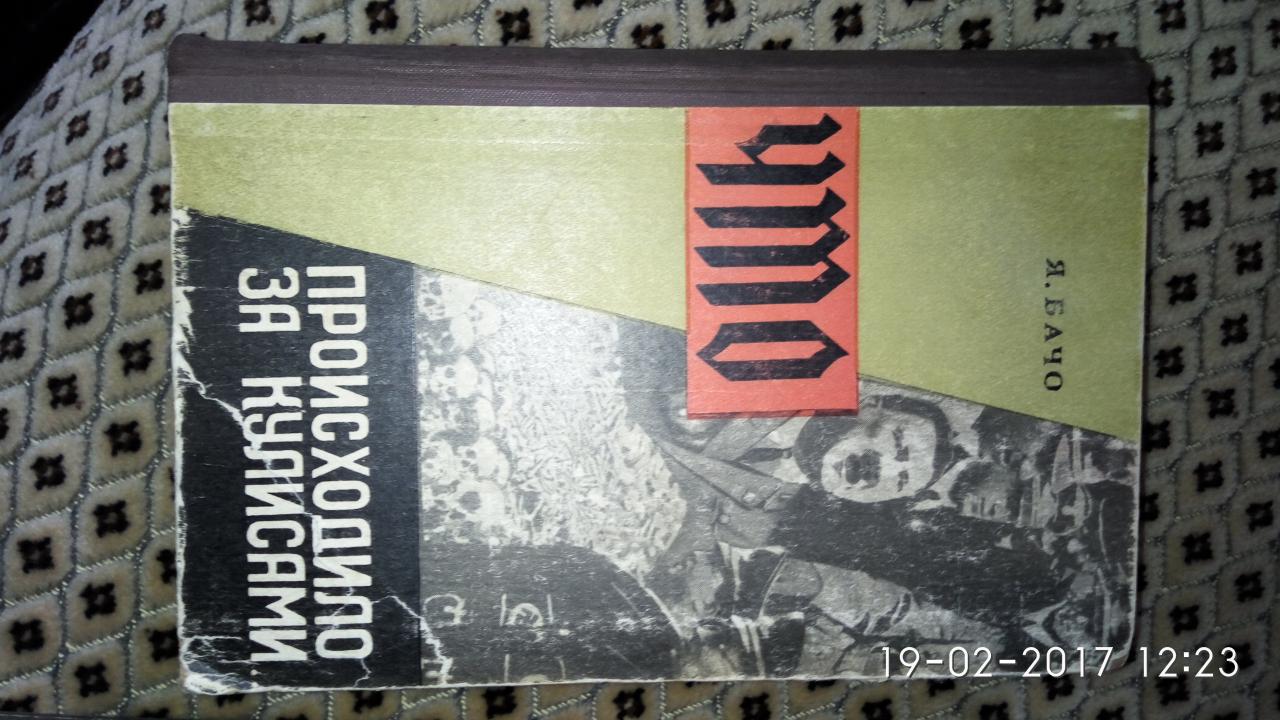 Я. БАЧО
что
ПРОИСХОДИЛО
ЗА КУЛИСАМИ..
19-02-2017 12:23